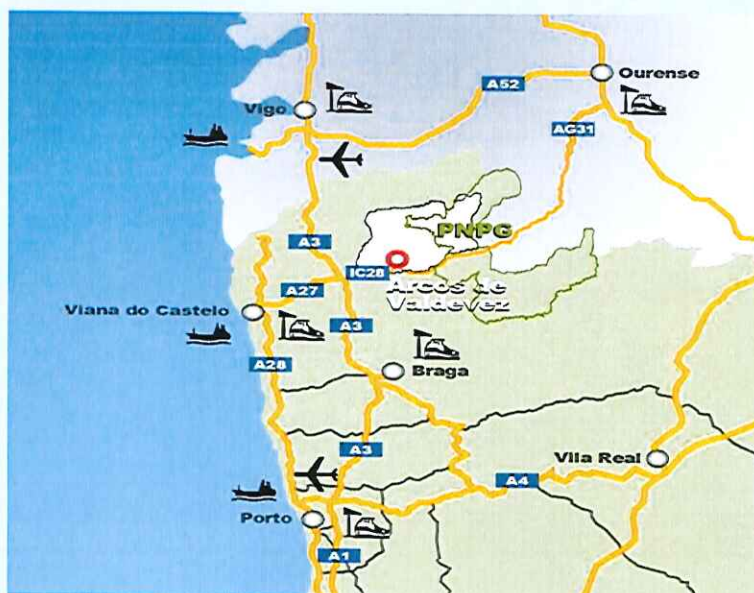 Ourense
A52
Vigo
AG31
PNPG
A3
IC28
A27
Arcos de
Valdevez
Viana do Castelo
A3
A28
Braga
A3
Vila Real
A4
Porto
A1